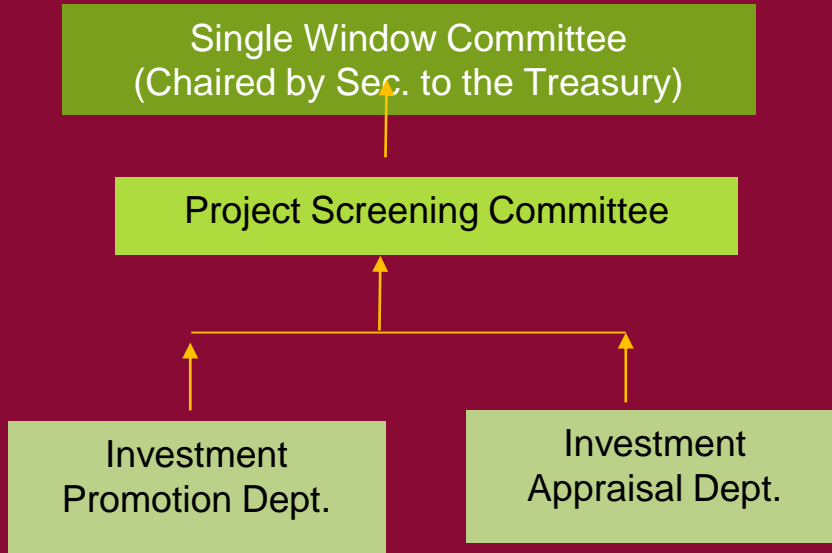 Single Window Committee
(Chaired by Sec. to the Treasury)
Project Screening Committee
Investment
Promotion Dept.
Investment
Appraisal Dept.